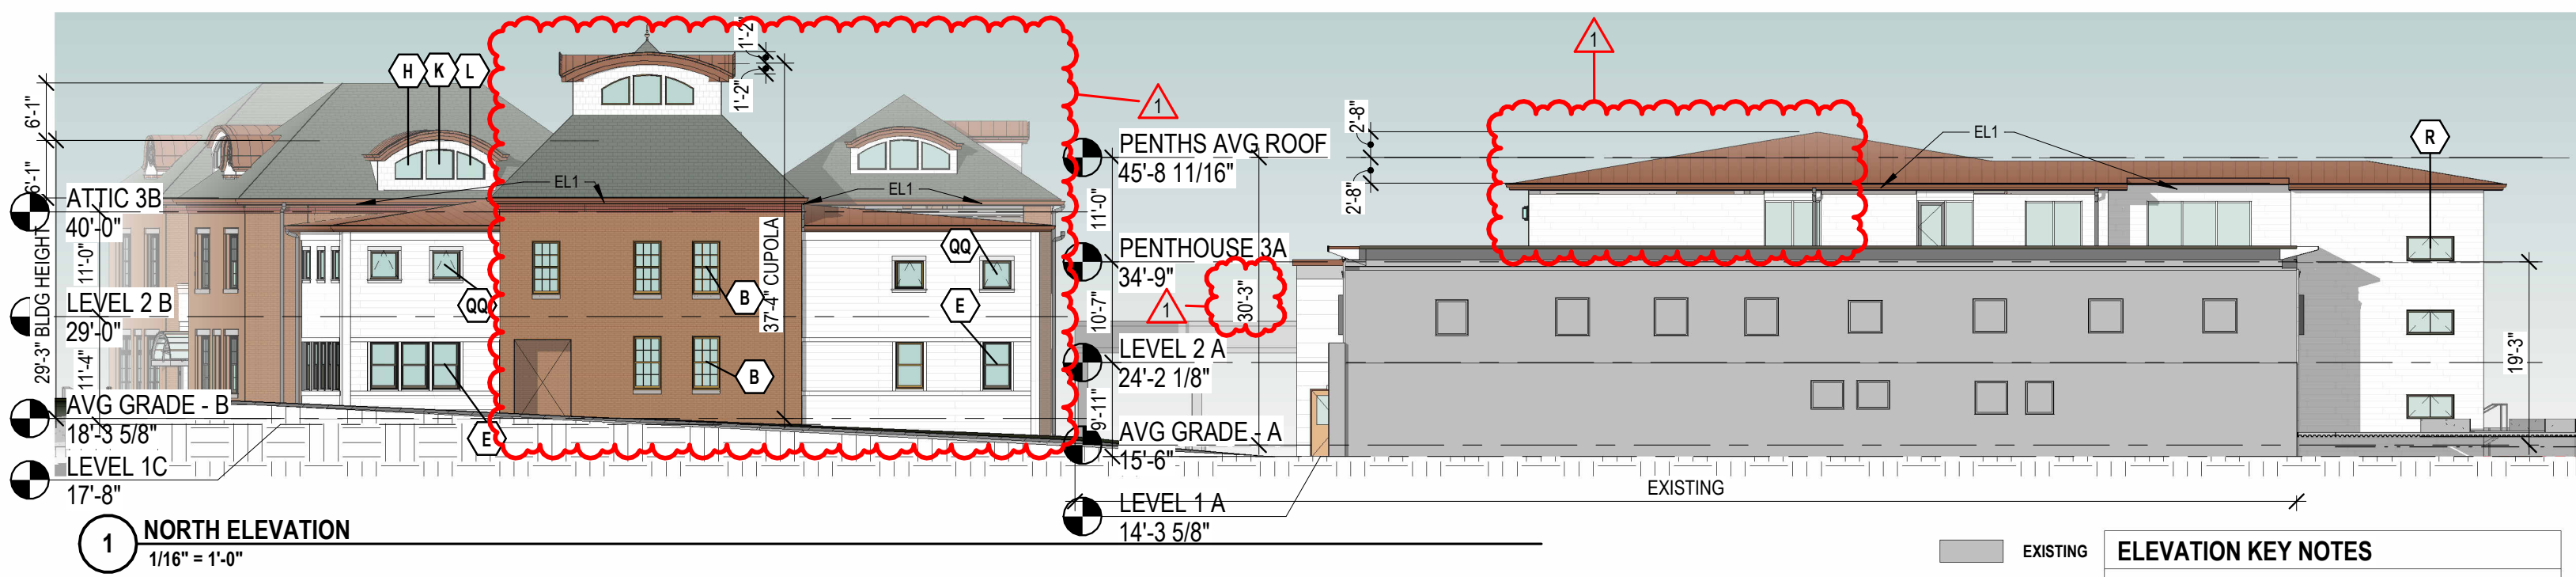 H K L
1'-2"
1'-2"
6'-1"
6'-1"
EL1
EL1
ATTIC 3B
40'-0"
11'-0"
29'-3" BLDG HEIGHT
LEVEL 2 B
29'-0"
11'-4"
AVG GRADE - B
18'-3 5/8"
LEVEL 1C
17'-8"
QQ
E
B
B
37'-4" CUPOLA
QQ
E
1
PENTHS AVG ROOF
45'-8 11/16"
11'-0"
PENTHOUSE 3A
34'-9"
10'-7"
1
30'-3"
LEVEL 2 A
24'-2 1/8"
9'-11"
AVG GRADE - A
15'-6"
LEVEL 1 A
14'-3 5/8"
1
2'-8"
2'-8"
EL1
R
19'-3"
EXISTING
1
NORTH ELEVATION
1/16" = 1'-0"
EXISTING
ELEVATION KEY NOTES